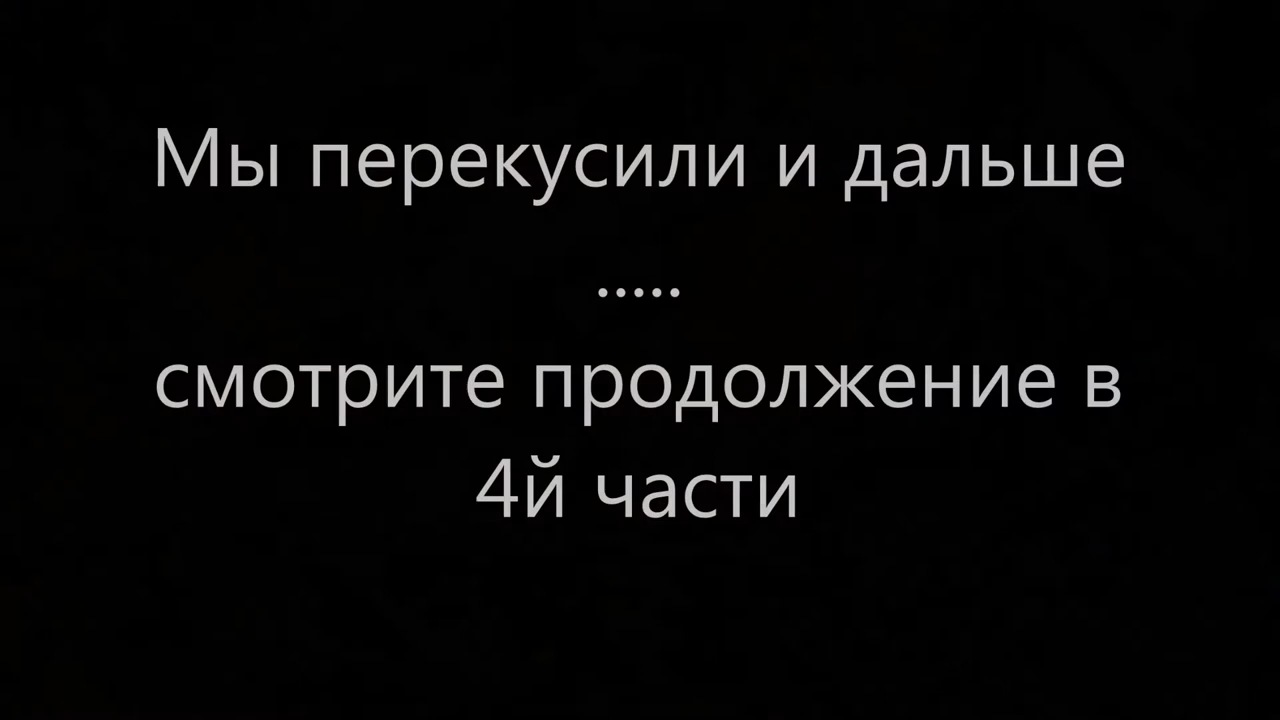 Мы перекусили и дальше
.....
смотрите продолжение в
4й части